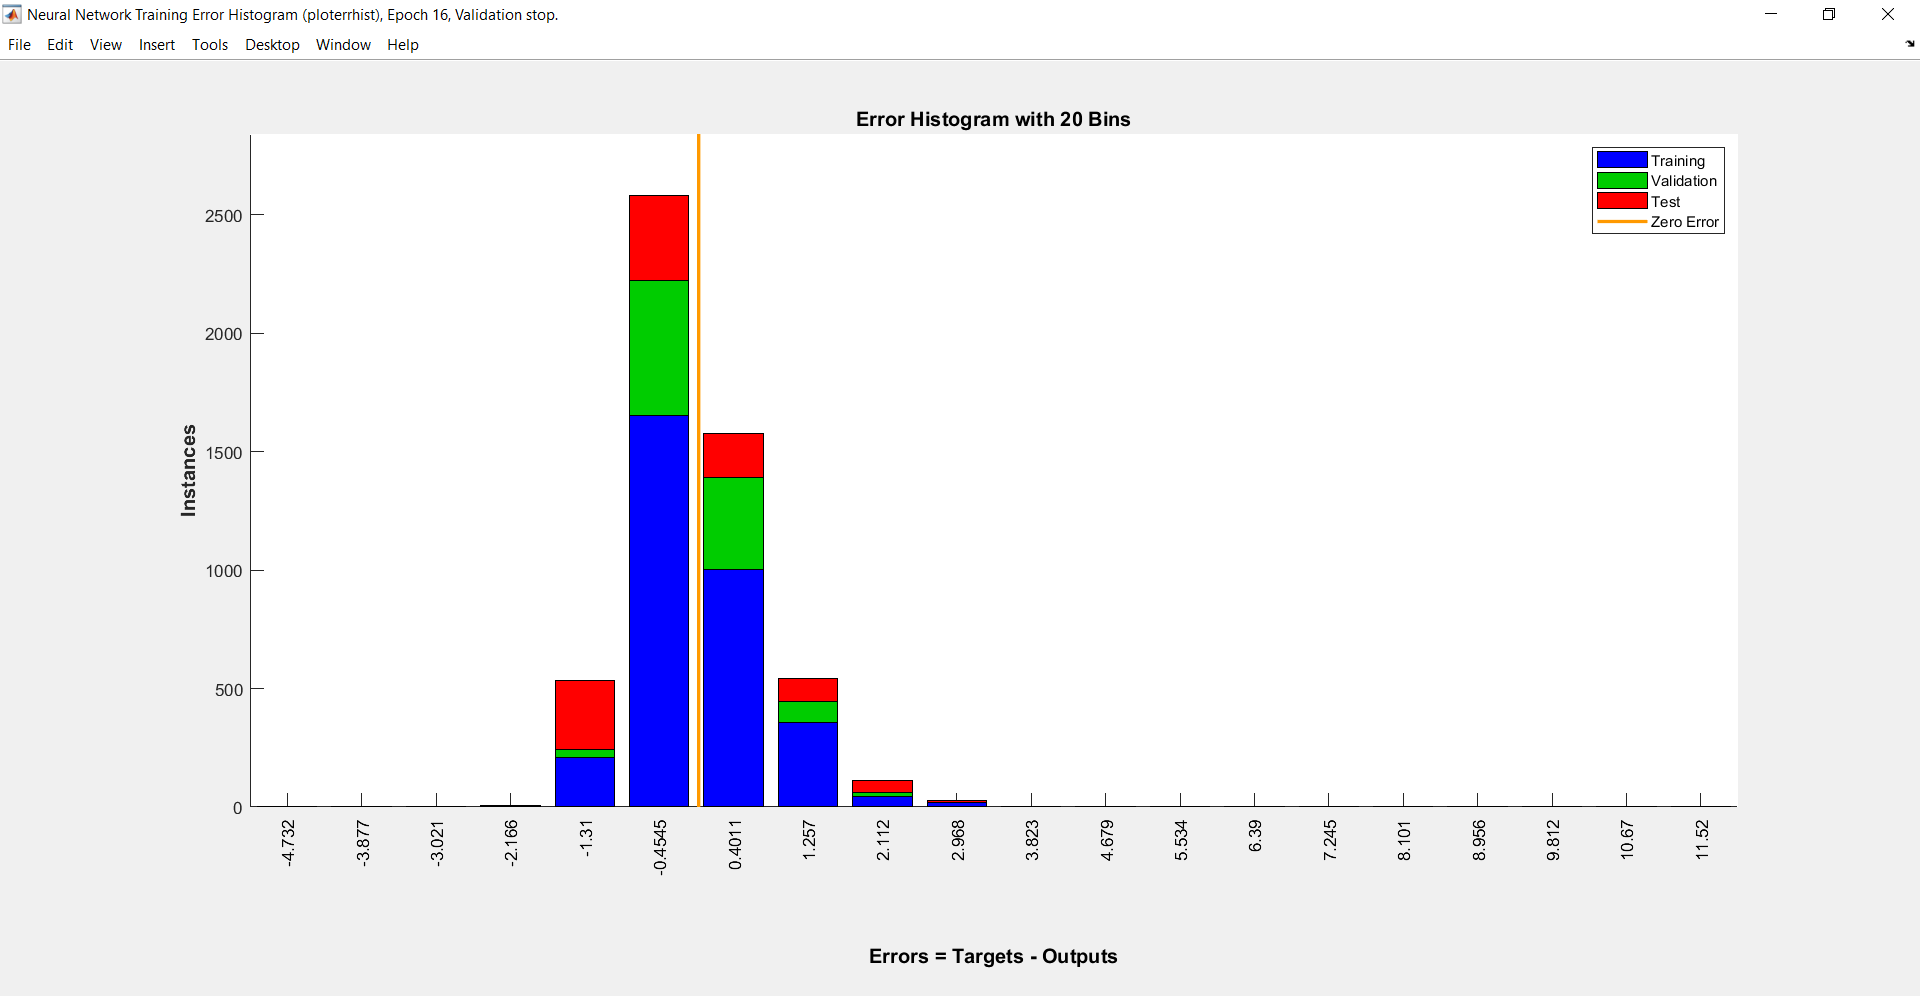 Neural Network Training Error Histogram (ploterrhist), Epoch 16, Validation stop.
File Edit View Insert Tools Desktop Window Help
Error Histogram with 20 Bins
Training
Validation
Test
Zero Error
2500
2000
1500
1000
500
0
Instances
-4.732 -3.877 -3.021 -2.166 -1.31 -0.4545 0.4011 1.257 2.112 2.968 3.823 4.679 5.534 6.39 7.245 8.101 8.956 9.812 10.67 11.52
Errors = Targets - Outputs